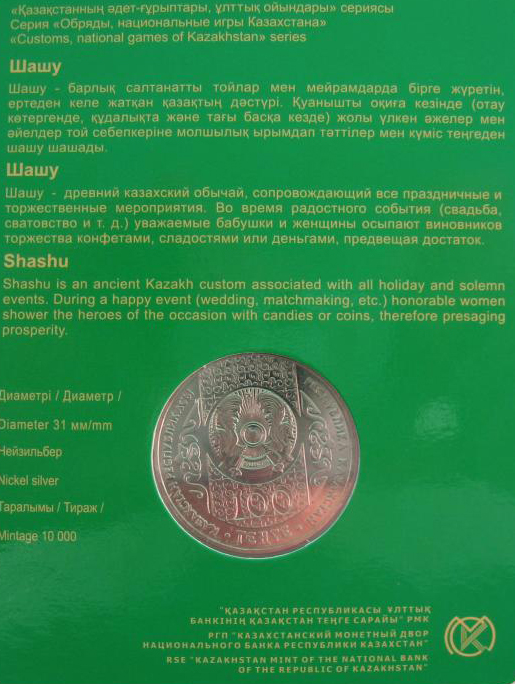 «Қазақстанның әдет-ғұрыптары, ұлттық ойындары» сериясы
Серия «Обряды, национальные игры Казахстана»
«Customs, national games of Kazakhstan» series
Шашу
Шашу - барлық салтанатты тойлар мен мейрамдарда бірге жүретін,
ертеден келе жатқан қазақтың дәстүрі. Қуанышты оқиға кезінде (отау
көтергенде, құдалықта және тағы басқа кезде) жолы үлкен әжелер мен
әйелдер той себепкеріне молшылық ырымдап тәттілер мен күміс теңгеден
шашу шашады.
Шашу
Шашу - древний казахский обычай, сопровождающий все праздничные и
торжественные мероприятия. Во время радостного события (свадьба,
сватовство и т. д.) уважаемые бабушки и женщины осыпают виновников
торжества конфетами, сладостями или деньгами, предвещая достаток.
Shashu
Shashu is an ancient Kazakh custom associated with all holiday and solemn
events. During a happy event (wedding, matchmaking, etc.) honorable women
shower the heroes of the occasion with candies or coins, therefore presaging
prosperity.
Диаметрі / Диаметр /
Diameter 31 мм/mm
Нейзильбер
Nickel silver
Таралымы / Тираж /
Mintage 10 000
100
ТЕҢГЕ
"ҚАЗАҚСТАН РЕСПУБЛИКАСЫ ҰЛТТЫҚ
БАНКІНІҢ ҚАЗАҚСТАН ТЕҢГЕ САРАЙЫ" РМК
РГП "КАЗАХСТАНСКИЙ МОНЕТНЫЙ ДВОР
НАЦИОНАЛЬНОГО БАНКА РЕСПУБЛИКИ КАЗАХСТАН"
RSE "KAZAKHSTAN MINT OF THE NATIONAL BANK
OF THE REPUBLIC OF KAZAKHSTAN"